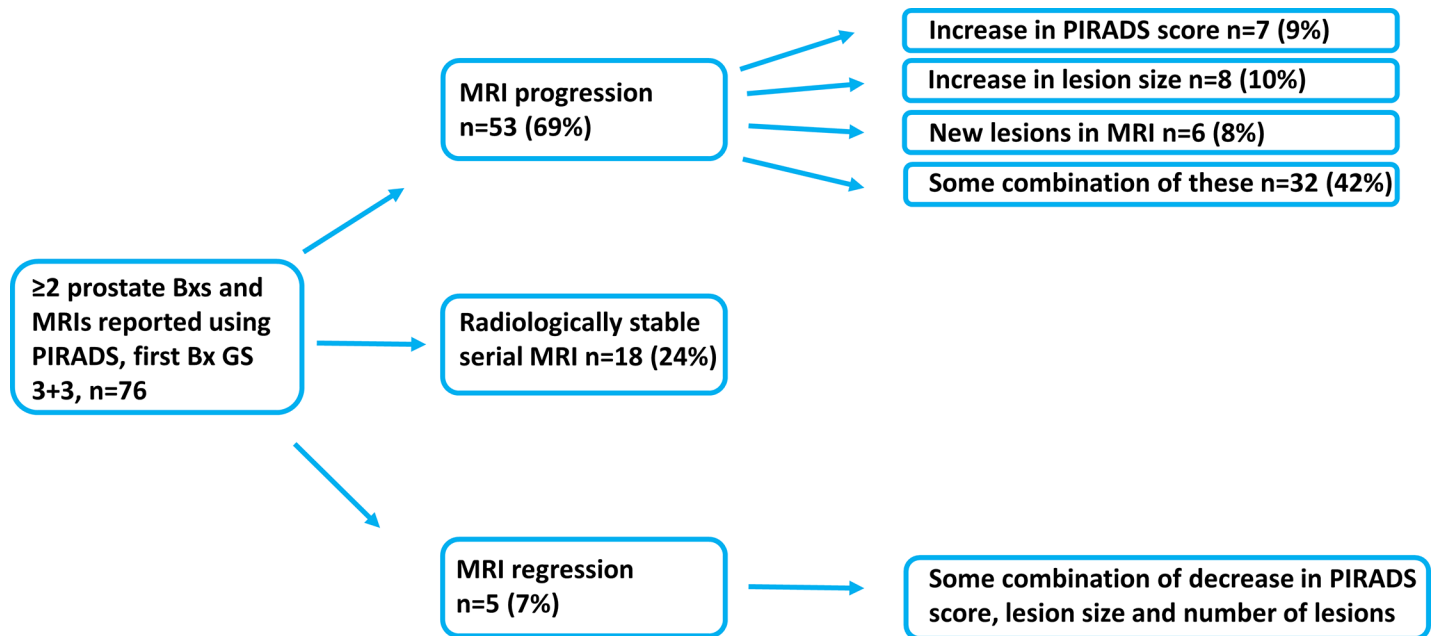 ≥2 prostate Bxs and
MRIs reported using
PIRADS, first Bx GS
3+3, n=76
MRI progression
n=53 (69%)
Increase in PIRADS score n=7 (9%)
Increase in lesion size n=8 (10%)
New lesions in MRI n=6 (8%)
Some combination of these n=32 (42%)
Radiologically stable
serial MRI n=18 (24%)
MRI regression
n=5 (7%)
Some combination of decrease in PIRADS
score, lesion size and number of lesions